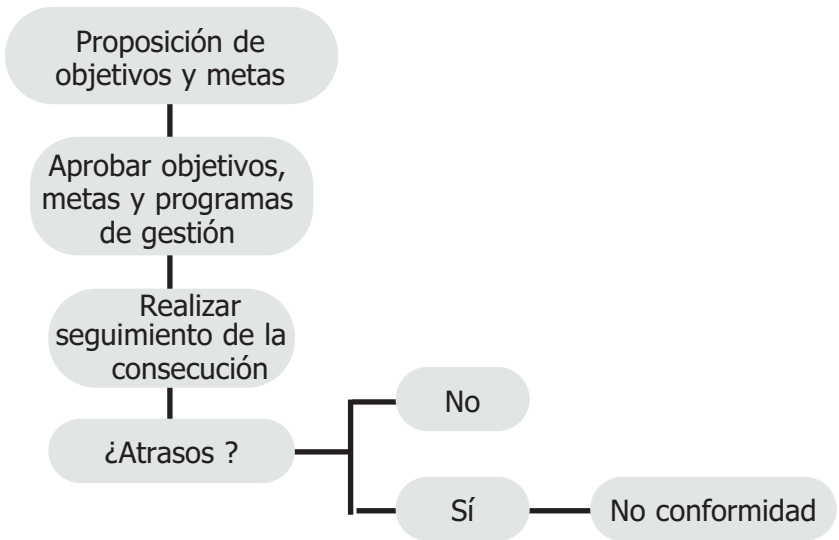 Proposición de
objetivos y metas
Aprobar objetivos,
metas y programas
de gestión
Realizar
seguimiento de la
consecución
¿Atrasos ?
No
Sí
No conformidad